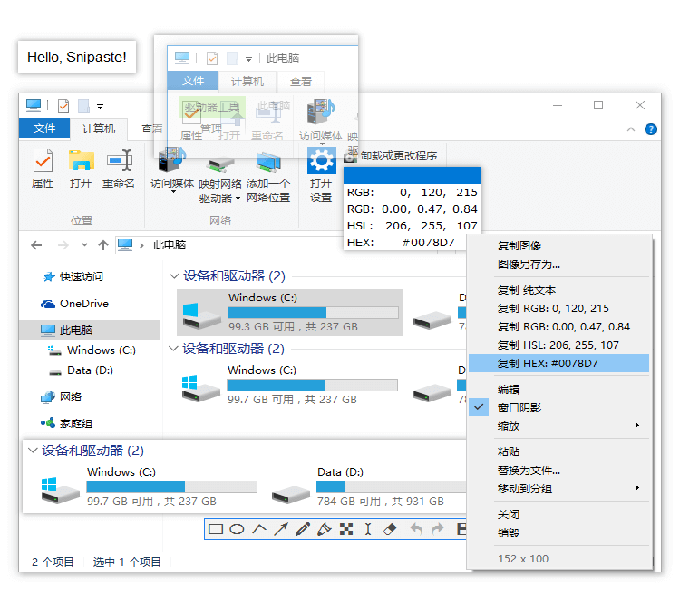 Hello, Snipaste!
此电脑
文件 计算机 查看
驱动器工具 此电脑
管理
属性 打开 重命名 访问媒体 映
驱
文件 计算机 查看
属性 打开 重命名 访问媒体 映射网络驱动器 添加一个网络位置 打开设置 卸载或更改程序
位置 网络
RGB: 0, 120, 215
RGB: 0.00, 0.47, 0.84
HSL: 206, 255, 107
HEX: #0078D7
此电脑
快速访问
OneDrive
此电脑
Windows (C:)
Data (D:)
网络
家庭组
设备和驱动器 (2)
Windows (C:)
99.3 GB 可用，共 237 GB
设备和驱动器 (2)
Windows (C:)
99.7 GB 可用，共 237 GB
设备和驱动器 (2)
Windows (C:) Data (D:)
99.7 GB 可用，共 237 GB 784 GB 可用，共 931 GB
2 个项目 选中 1 个项目
复制图像
图像另存为...
复制 纯文本
复制 RGB: 0, 120, 215
复制 RGB: 0.00, 0.47, 0.84
复制 HSL: 206, 255, 107
复制 HEX: #0078D7
编辑
窗口阴影
缩放
粘贴
替换为文件...
移动到分组
关闭
销毁
152 x 100